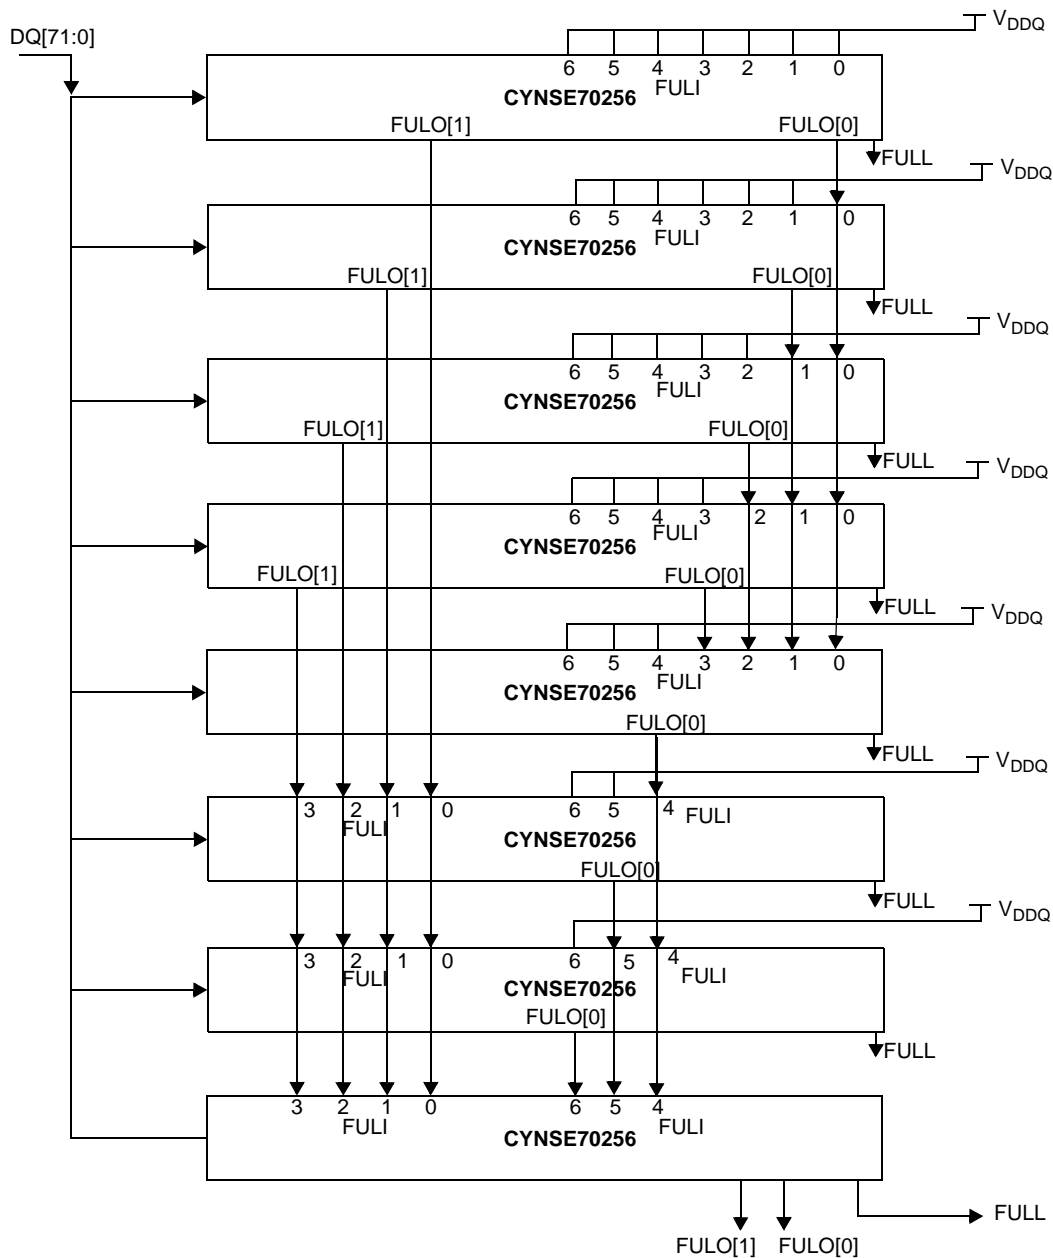 V_DDQ
DQ[71:0]
6 5 4 3 2 1 0
FULI
CYNSE70256
FULO[1] FULO[0]
FULL
V_DDQ
6 5 4 3 2 1 0
FULI
CYNSE70256
FULO[1] FULO[0]
FULL
V_DDQ
6 5 4 3 2 1 0
FULI
CYNSE70256
FULO[1] FULO[0]
FULL
V_DDQ
6 5 4 3 2 1 0
FULI
CYNSE70256
FULO[1] FULO[0]
FULL
V_DDQ
6 5 4 3 2 1 0
FULI
CYNSE70256
FULO[0]
FULL
V_DDQ
3 2 1 0 6 5 4 FULI
FULI
CYNSE70256
FULO[0]
FULL
V_DDQ
3 2 1 0 6 5 4
FULI FULI
CYNSE70256
FULO[0]
FULL
3 2 1 0 6 5 4
FULI FULI
CYNSE70256
FULL
FULO[1] FULO[0]